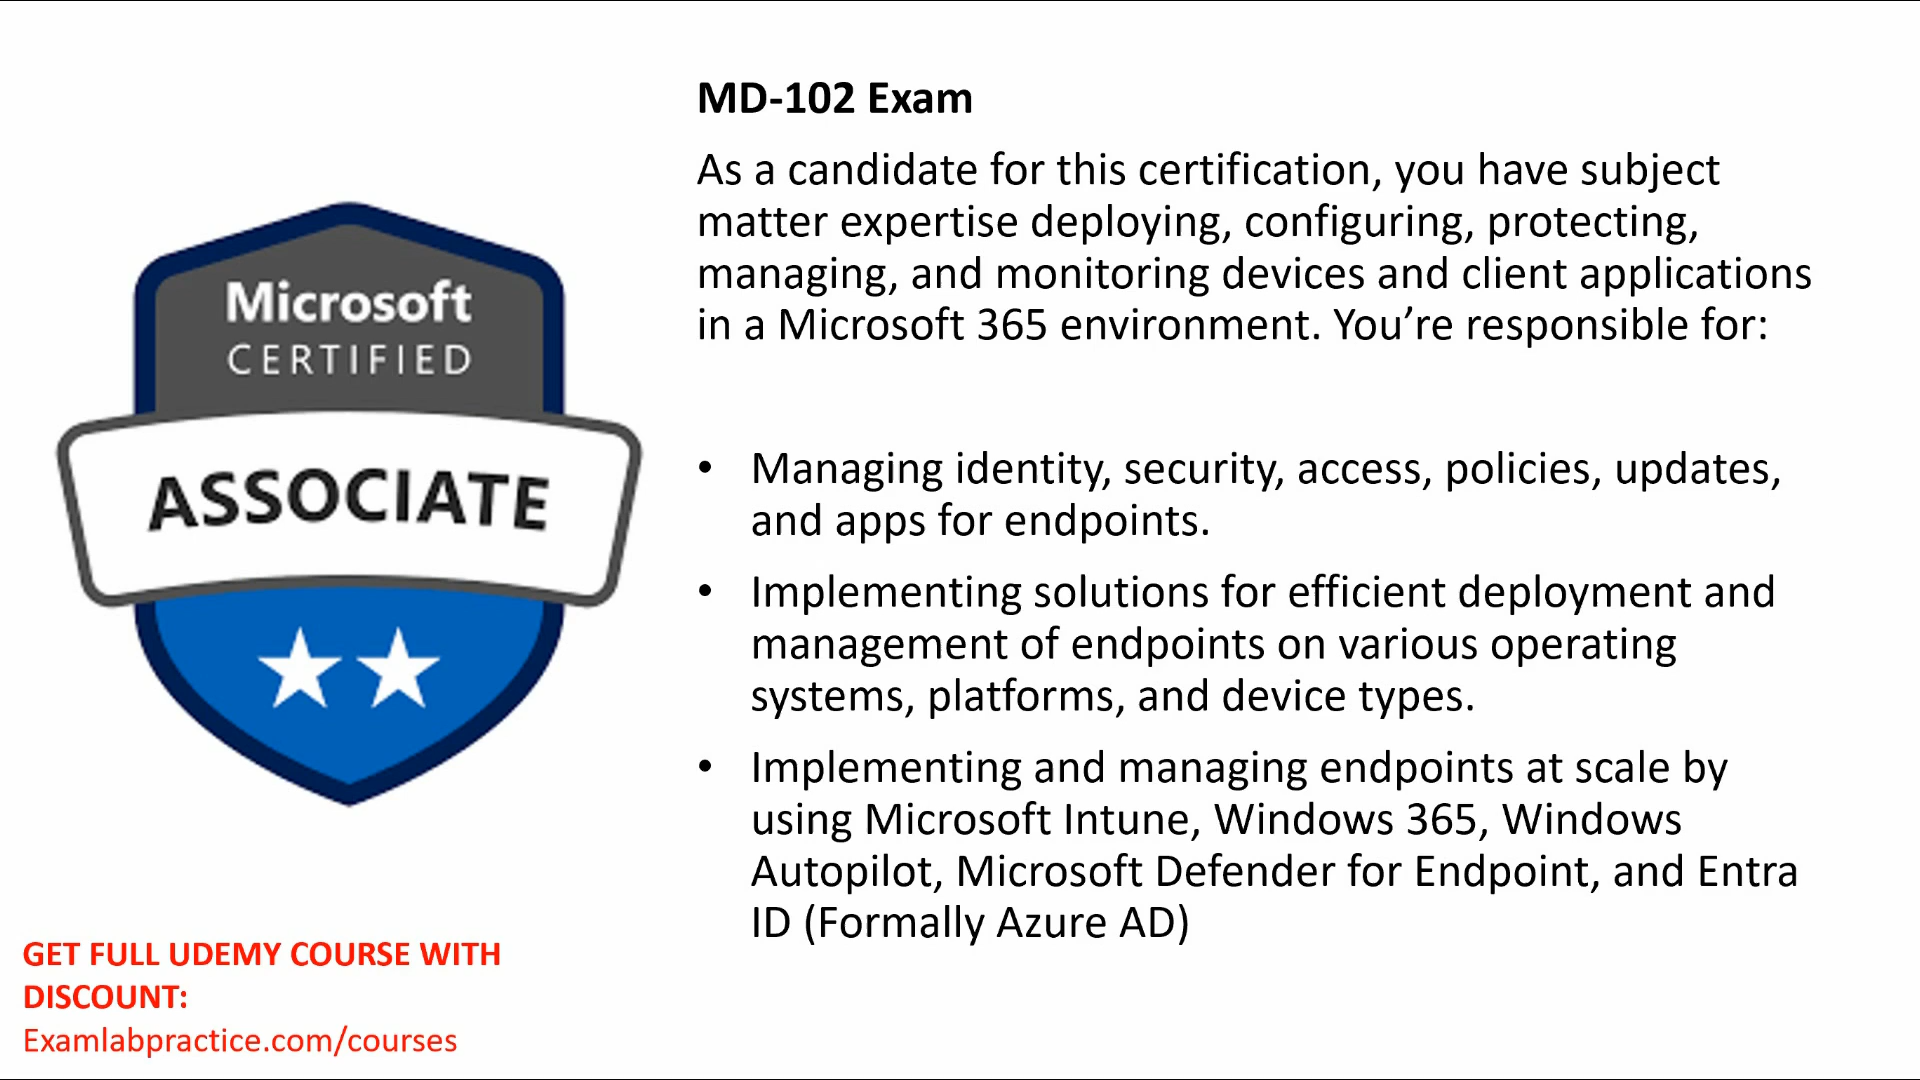 Microsoft
CERTIFIED
ASSOCIATE
MD-102 Exam
As a candidate for this certification, you have subject
matter expertise deploying, configuring, protecting,
managing, and monitoring devices and client applications
in a Microsoft 365 environment. You’re responsible for:
• Managing identity, security, access, policies, updates,
and apps for endpoints.
• Implementing solutions for efficient deployment and
management of endpoints on various operating
systems, platforms, and device types.
• Implementing and managing endpoints at scale by
using Microsoft Intune, Windows 365, Windows
Autopilot, Microsoft Defender for Endpoint, and Entra
ID (Formally Azure AD)
GET FULL UDEMY COURSE WITH
DISCOUNT:
Examlabpractice.com/courses